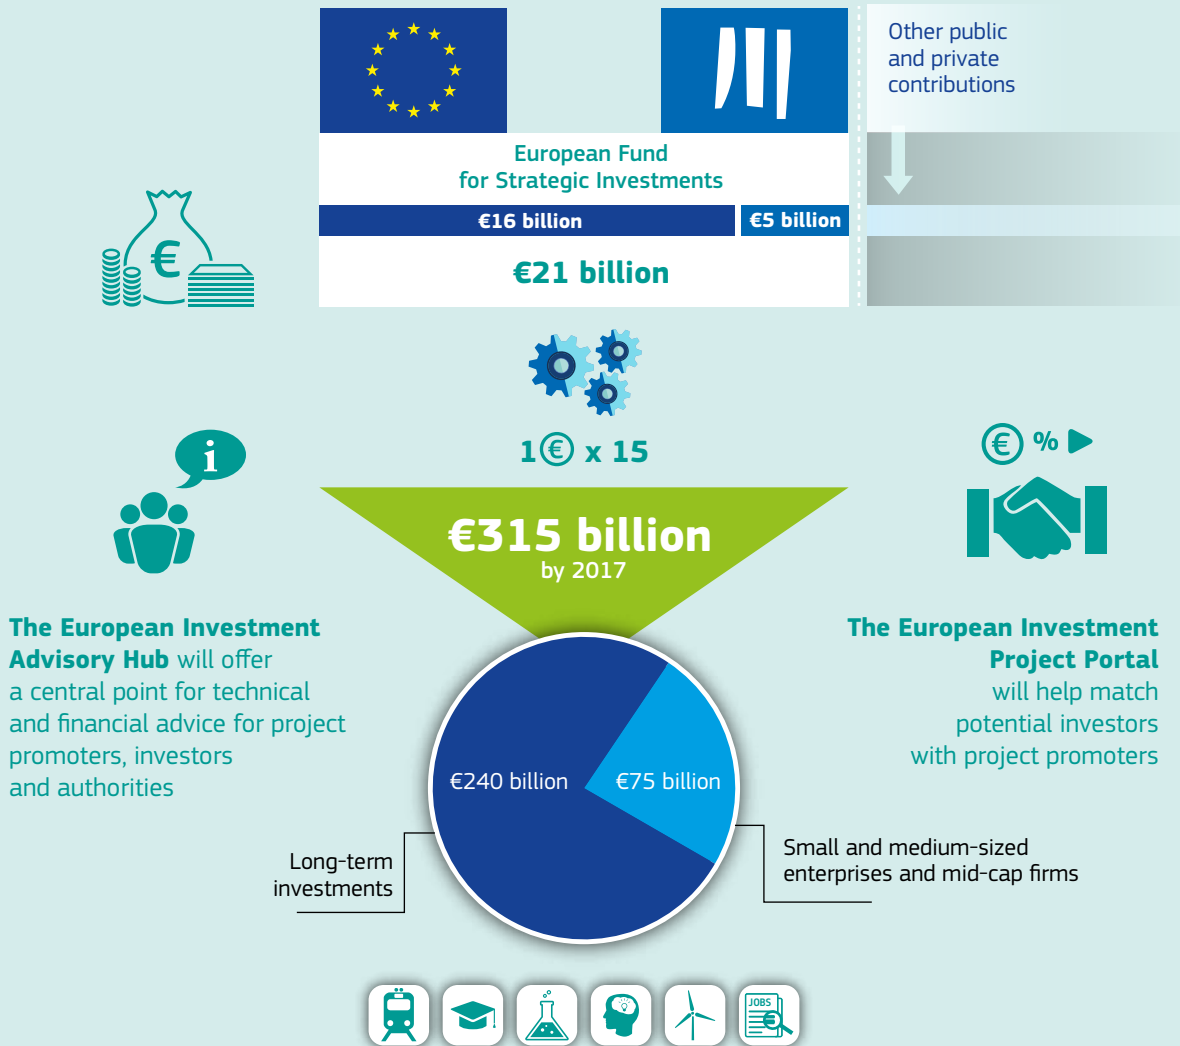 Other public
and private
contributions
European Fund
for Strategic Investments
€16 billion
€5 billion
€21 billion
€
1€ x 15
i
€ %
€315 billion
by 2017
The European Investment
Advisory Hub will offer
a central point for technical
and financial advice for project
promoters, investors
and authorities
The European Investment
Project Portal
will help match
potential investors
with project promoters
€240 billion
€75 billion
Long-term
investments
Small and medium-sized
enterprises and mid-cap firms
JOBS
€